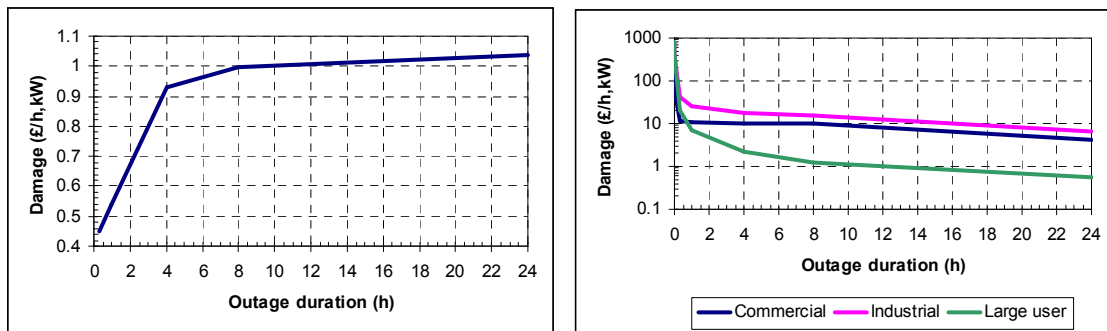 1.1
1
0.9
0.8
0.7
0.6
0.5
0.4
Damage (£/h,kW)
0 2 4 6 8 10 12 14 16 18 20 22 24
Outage duration (h)
1000
100
10
1
0.1
Damage (£/h,kW)
0 2 4 6 8 10 12 14 16 18 20 22 24
Outage duration (h)
Commercial Industrial Large user